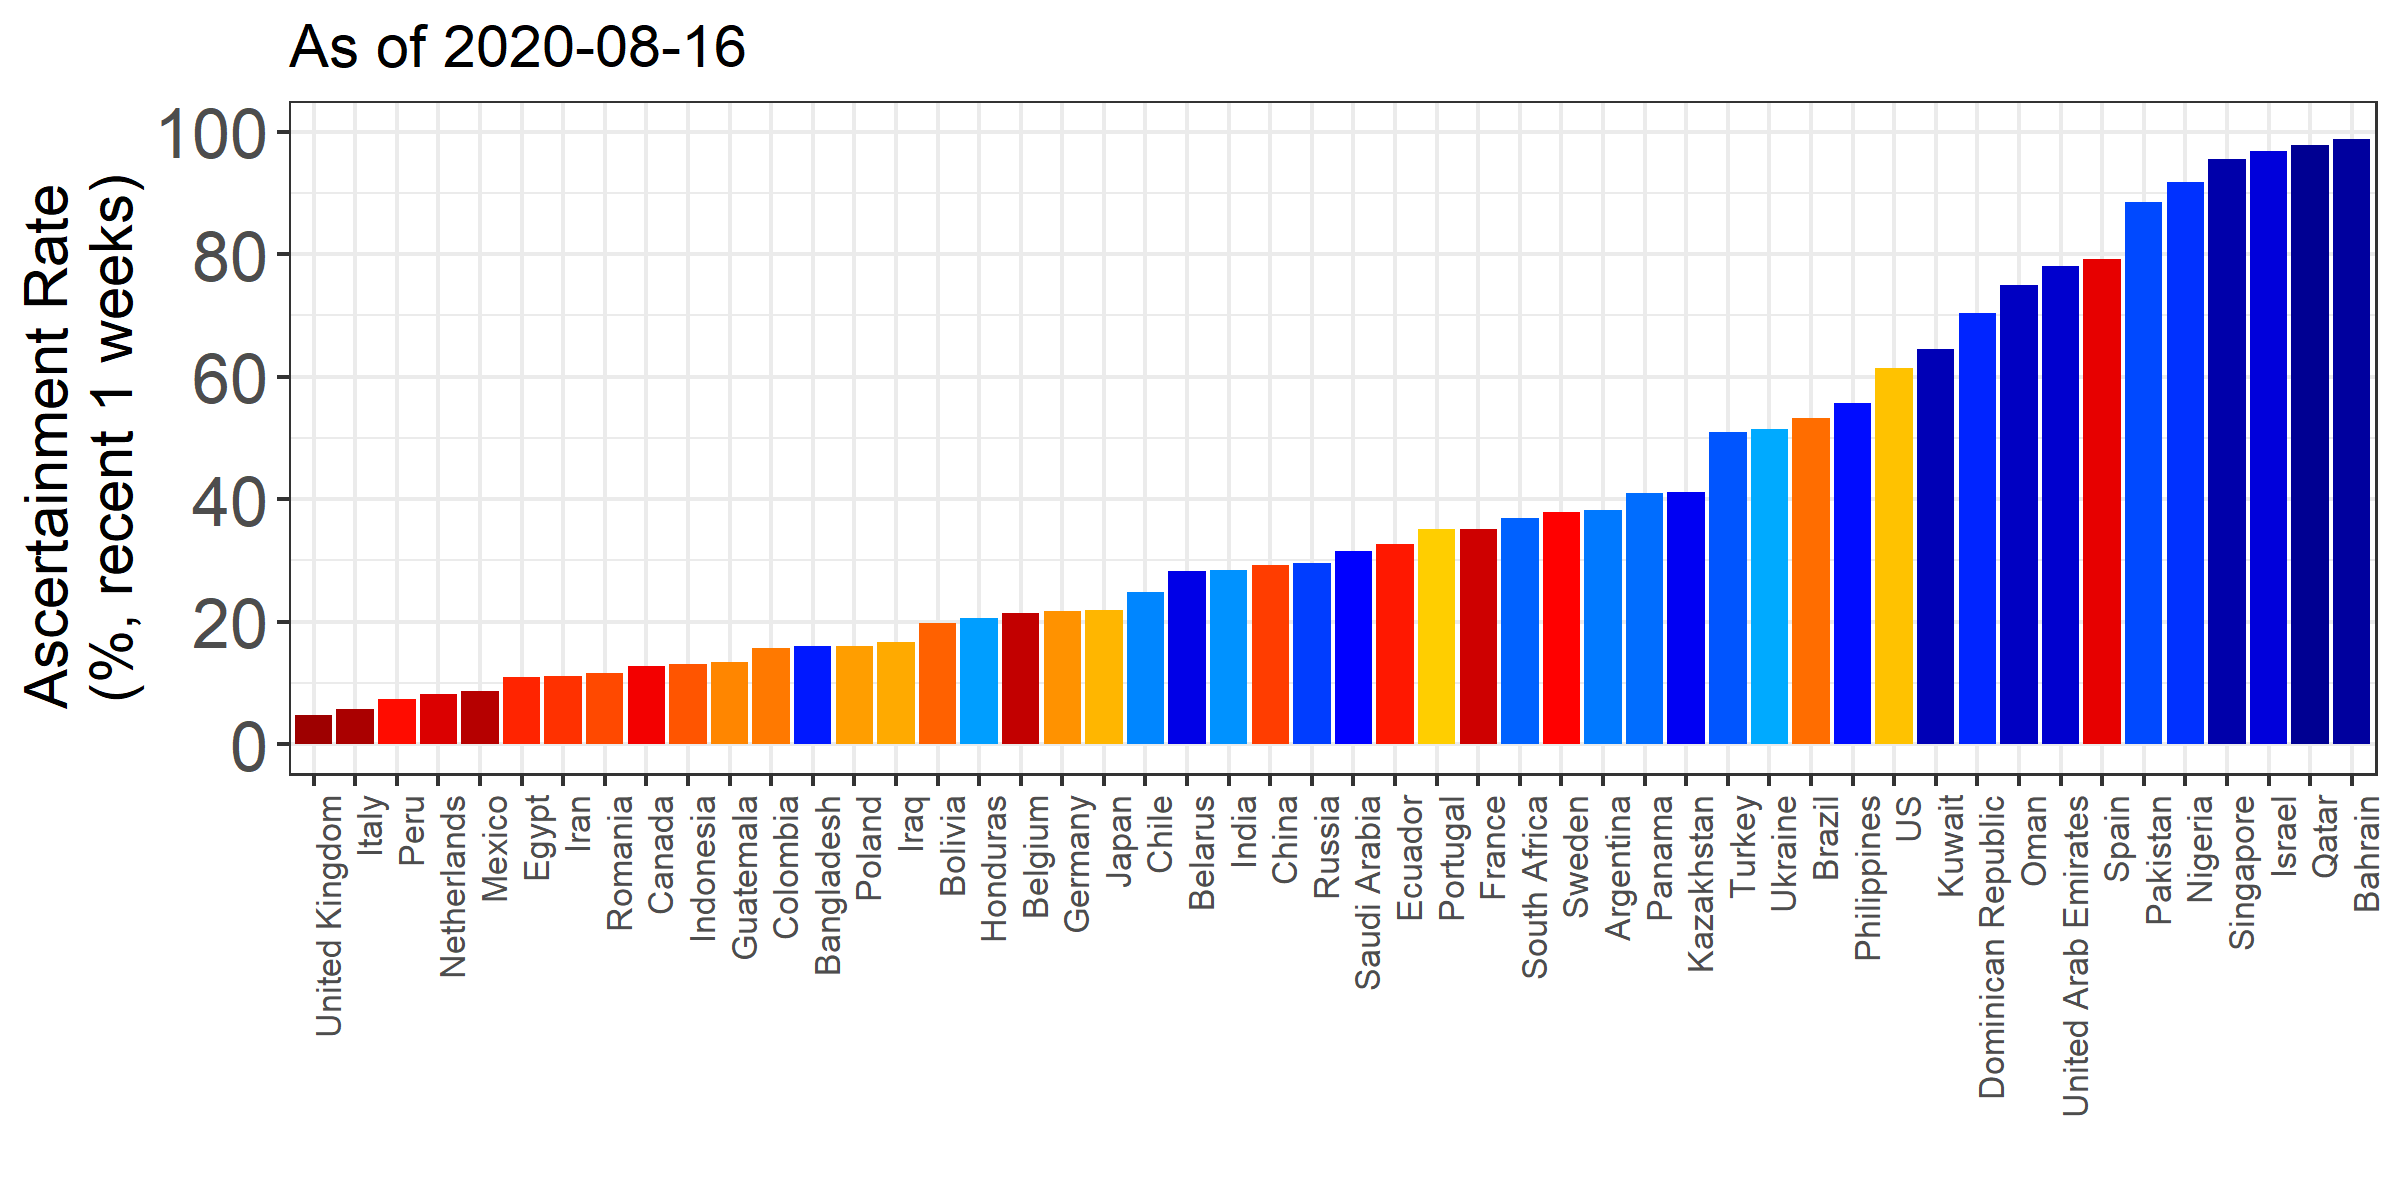 As of 2020-08-16
Ascertainment Rate
(%, recent 1 weeks)
100
80
60
40
20
0
United Kingdom
Italy
Peru
Netherlands
Mexico
Egypt
Iran
Romania
Canada
Indonesia
Guatemala
Colombia
Bangladesh
Poland
Iraq
Bolivia
Honduras
Belgium
Germany
Japan
Chile
Belarus
India
China
Russia
Saudi Arabia
Ecuador
Portugal
France
South Africa
Sweden
Argentina
Panama
Kazakhstan
Turkey
Ukraine
Brazil
Philippines
US
Kuwait
Dominican Republic
Oman
United Arab Emirates
Spain
Pakistan
Nigeria
Singapore
Israel
Qatar
Bahrain